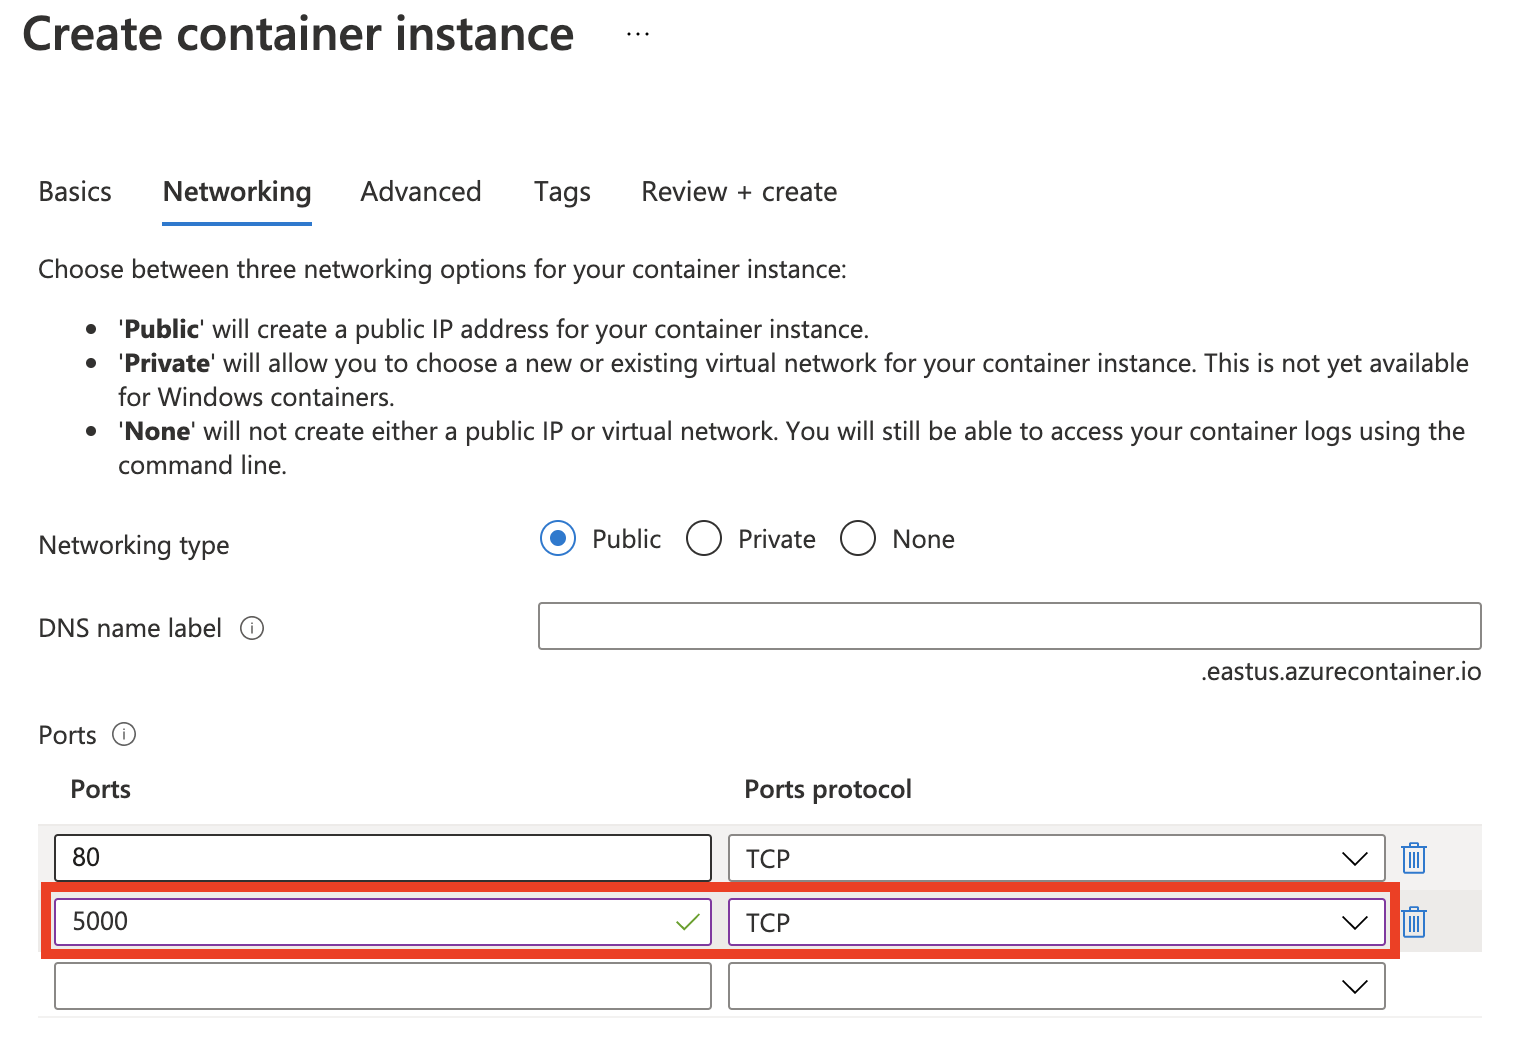 Create container instance ...
Basics Networking Advanced Tags Review + create
Choose between three networking options for your container instance:
• 'Public' will create a public IP address for your container instance.
• 'Private' will allow you to choose a new or existing virtual network for your container instance. This is not yet available
for Windows containers.
• 'None' will not create either a public IP or virtual network. You will still be able to access your container logs using the
command line.
Networking type Public Private None
DNS name label
.eastus.azurecontainer.io
Ports
Ports Ports protocol
80 TCP
5000 TCP